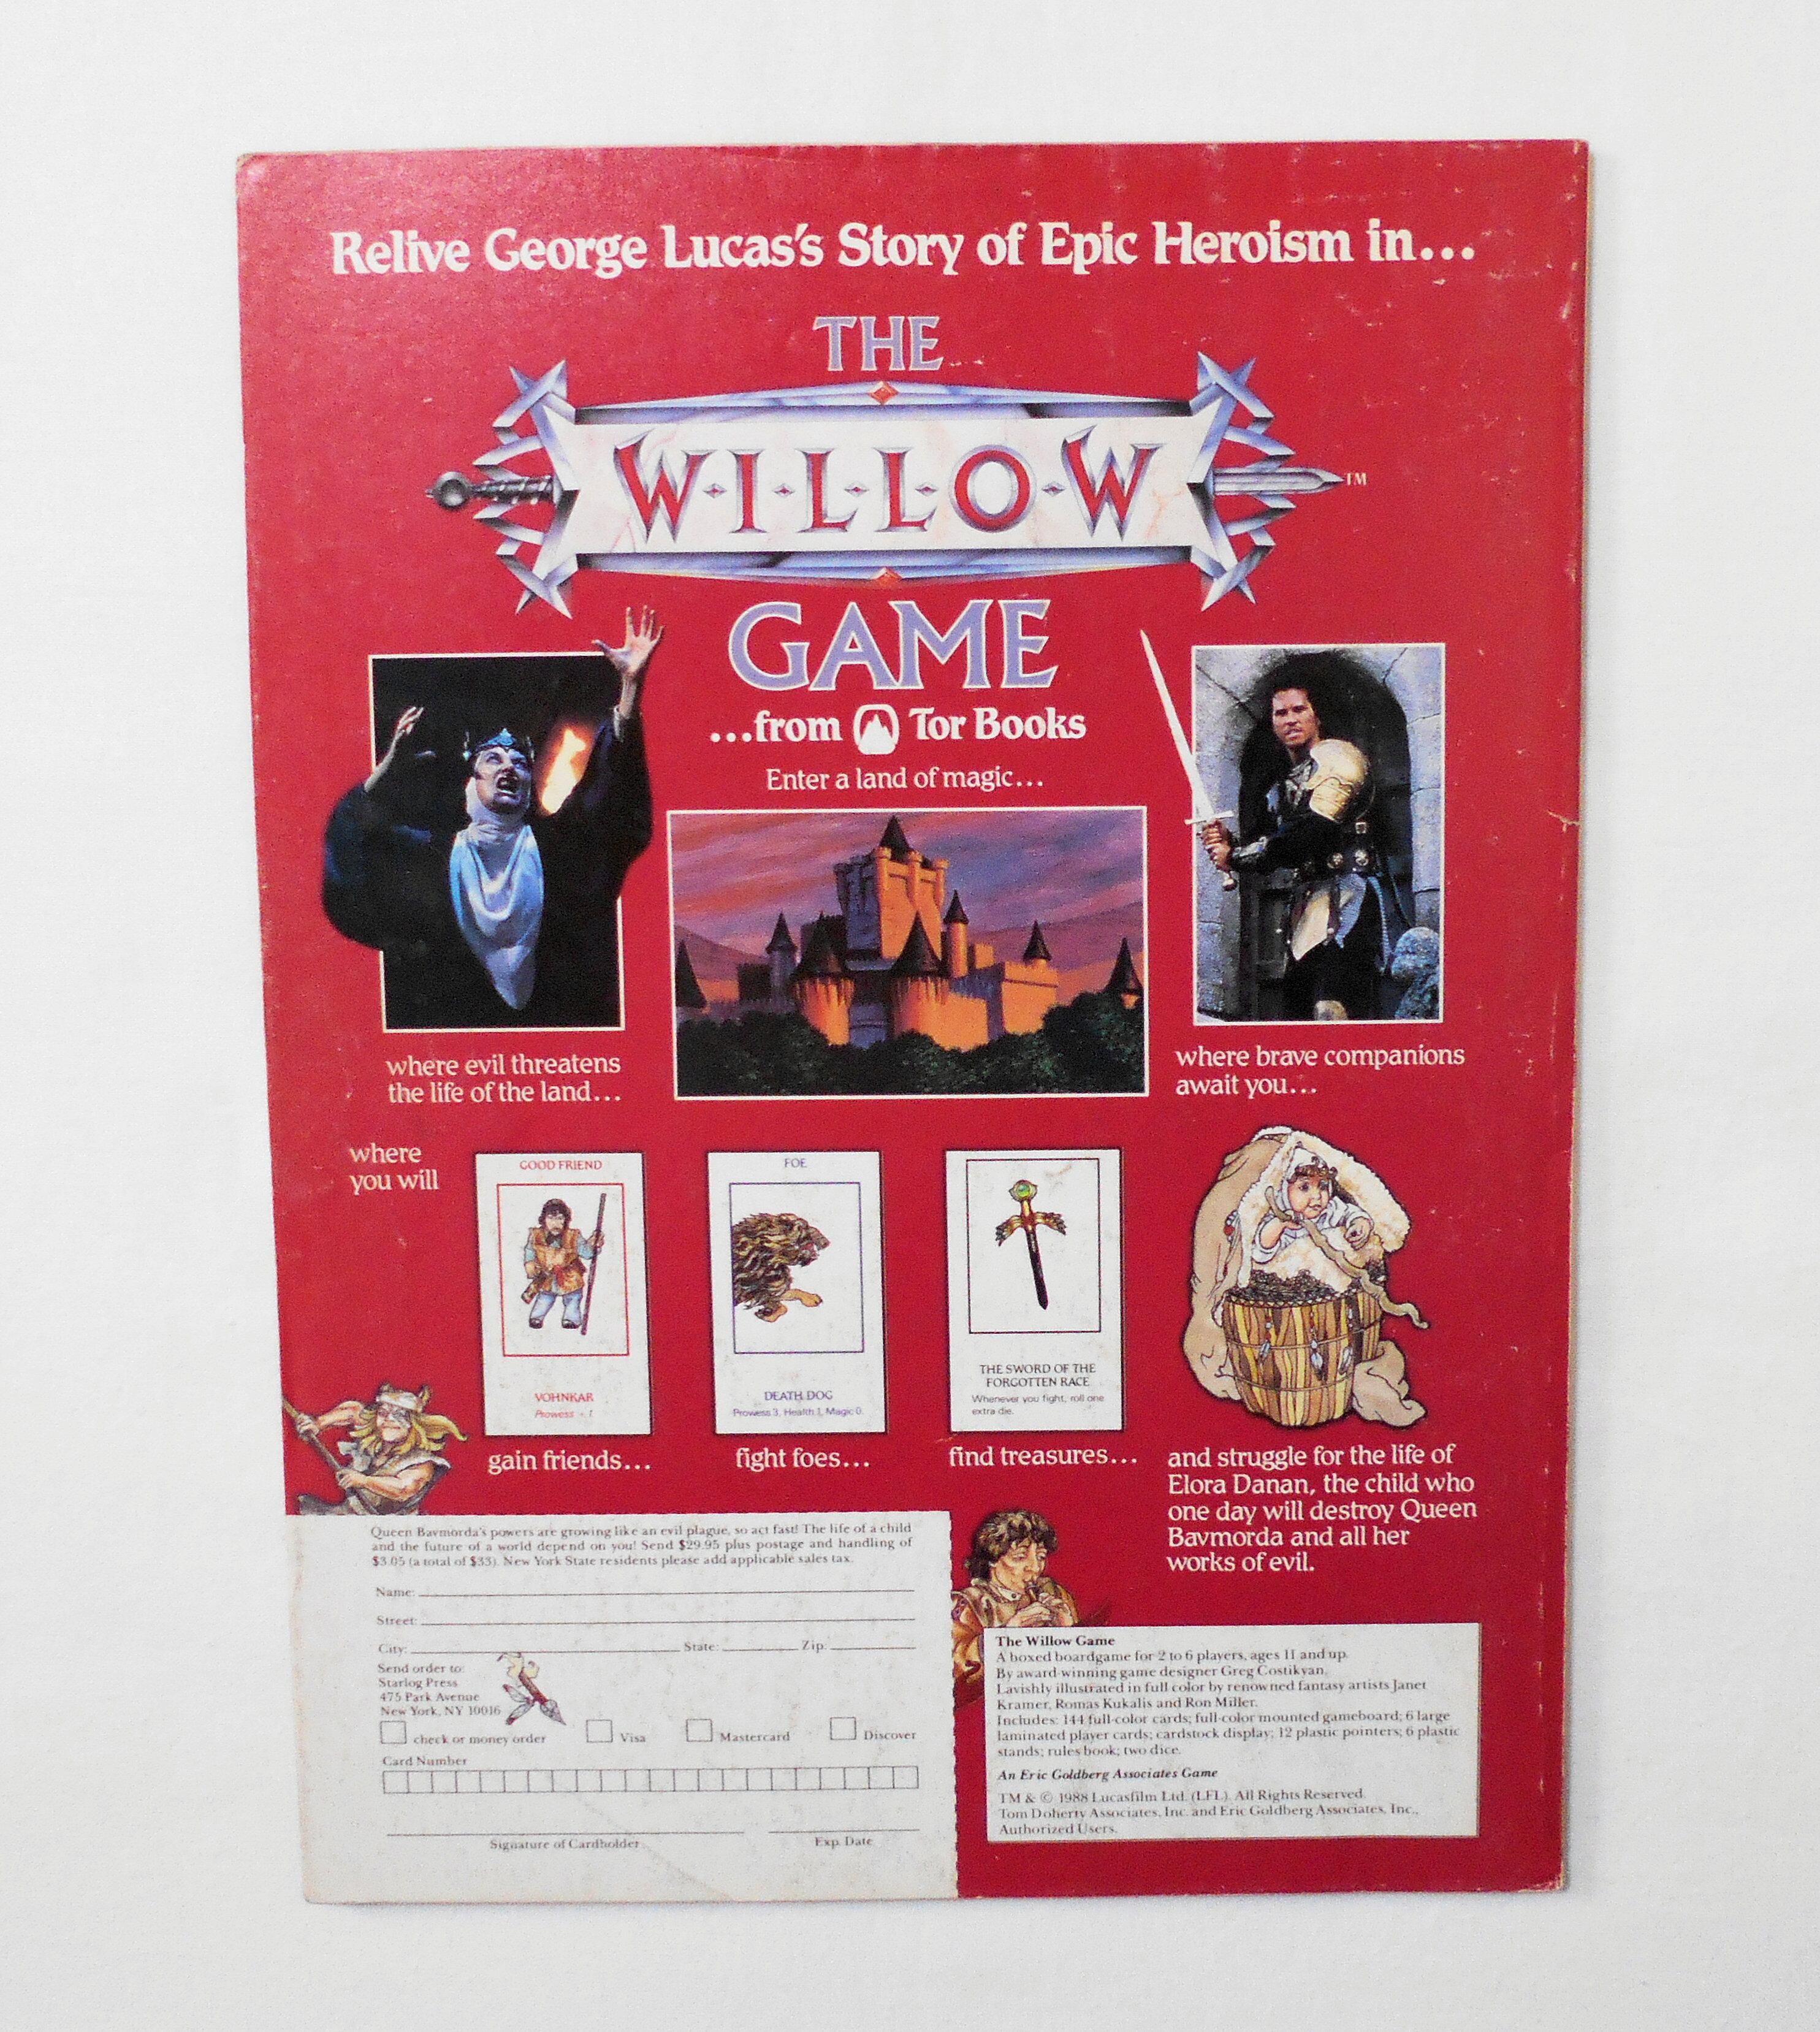 Relive George Lucas's Story of Epic Heroism in...
THE
W·I·L·L·O·W
TM
GAME
...from Tor Books
Enter a land of magic...
where evil threatens
the life of the land...
where brave companions
await you...
where
you will
GOOD FRIEND
VOHNKAR
Prowess + 1
gain friends...
FOE
DEATH DOG
Prowess 3, Health 1, Magic 0.
fight foes...
THE SWORD OF THE
FORGOTTEN RACE
Whenever you fight, roll one
extra die.
find treasures...
and struggle for the life of
Elora Danan, the child who
one day will destroy Queen
Bavmorda and all her
works of evil.
Queen Bavmorda's powers are growing like an evil plague, so act fast! The life of a child
and the future of a world depend on you! Send $29.95 plus postage and handling of
$3.05 (a total of $33). New York State residents please add applicable sales tax.
Name:
Street:
City: State: Zip:
Send order to:
Starlog Press
475 Park Avenue
New York, NY 10016
check or money order Visa Mastercard Discover
Card Number
Signature of Cardholder Exp. Date
The Willow Game
A boxed boardgame for 2 to 6 players, ages 11 and up.
By award-winning game designer Greg Costikyan.
Lavishly illustrated in full color by renowned fantasy artists Janet
Kramer, Romas Kukalis and Ron Miller.
Includes: 144 full-color cards; full-color mounted gameboard; 6 large
laminated player cards; cardstock display; 12 plastic pointers; 6 plastic
stands; rules book; two dice.
An Eric Goldberg Associates Game
TM & © 1988 Lucasfilm Ltd. (LFL). All Rights Reserved.
Tom Doherty Associates, Inc. and Eric Goldberg Associates, Inc.,
Authorized Users.